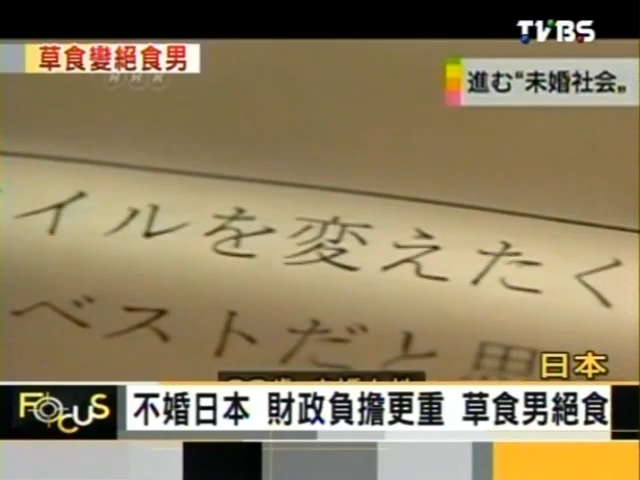 TVBS
草食變絕食男
NHK
進む"未婚社会"
イルを変えたく
ベストだと思
日本
FOCUS
不婚日本 財政負擔更重 草食男絕食